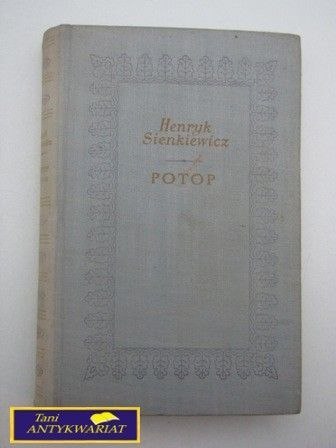 Henryk
Sienkiewicz
POTOP
Tani
ANTYKWARIAT